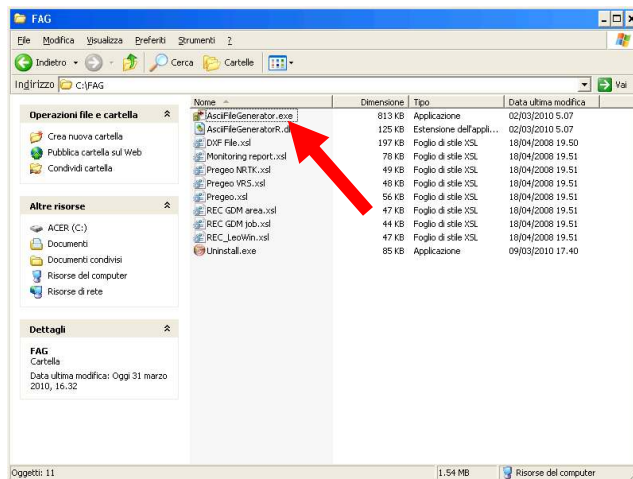 FAG
File Modifica Visualizza Preferiti Strumenti ?
Indietro Cerca Cartelle
Indirizzo C:\FAG Vai
Operazioni file e cartella
Crea nuova cartella
Pubblica cartella sul Web
Condividi cartella
Altre risorse
ACER (C:)
Documenti
Documenti condivisi
Risorse del computer
Risorse di rete
Dettagli
FAG
Cartella
Data ultima modifica: Oggi 31 marzo
2010, 16.32
Nome Dimensione Tipo Data ultima modifica
AsciiFileGenerator.exe 813 KB Applicazione 02/03/2010 5.07
AsciiFileGeneratorR.dl 125 KB Estensione dell'appli... 02/03/2010 5.07
DXF File.xsl 197 KB Foglio di stile XSL 18/04/2008 19.50
Monitoring report.xsl 78 KB Foglio di stile XSL 18/04/2008 19.51
Pregeo NRTK.xsl 49 KB Foglio di stile XSL 18/04/2008 19.51
Pregeo VRS.xsl 48 KB Foglio di stile XSL 18/04/2008 19.51
Pregeo.xsl 56 KB Foglio di stile XSL 18/04/2008 19.51
REC GDM area.xsl 47 KB Foglio di stile XSL 18/04/2008 19.51
REC GDM job.xsl 44 KB Foglio di stile XSL 18/04/2008 19.51
REC_LeoWin.xsl 47 KB Foglio di stile XSL 18/04/2008 19.51
Uninstall.exe 85 KB Applicazione 09/03/2010 17.40
Oggetti: 11 1.54 MB Risorse del computer